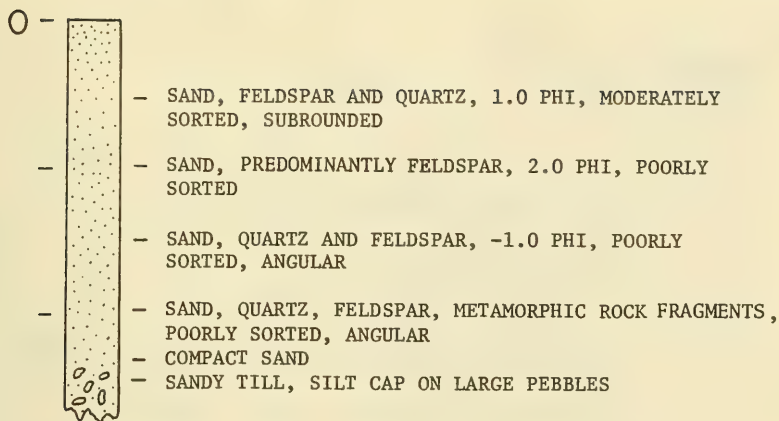 0
SAND, FELDSPAR AND QUARTZ, 1.0 PHI, MODERATELY
SORTED, SUBROUNDED
SAND, PREDOMINANTLY FELDSPAR, 2.0 PHI, POORLY
SORTED
SAND, QUARTZ AND FELDSPAR, -1.0 PHI, POORLY
SORTED, ANGULAR
SAND, QUARTZ, FELDSPAR, METAMORPHIC ROCK FRAGMENTS,
POORLY SORTED, ANGULAR
COMPACT SAND
SANDY TILL, SILT CAP ON LARGE PEBBLES